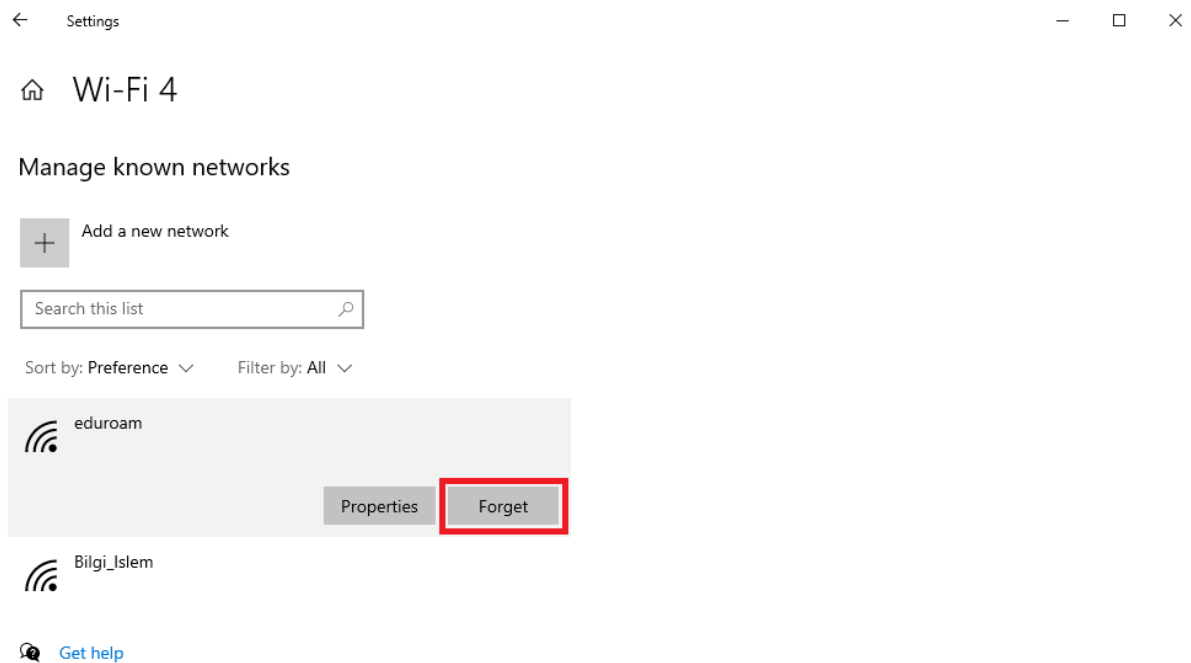 Settings
Wi-Fi 4
Manage known networks
Add a new network
Search this list
Sort by: Preference Filter by: All
eduroam
Properties Forget
Bilgi_Islem
Get help